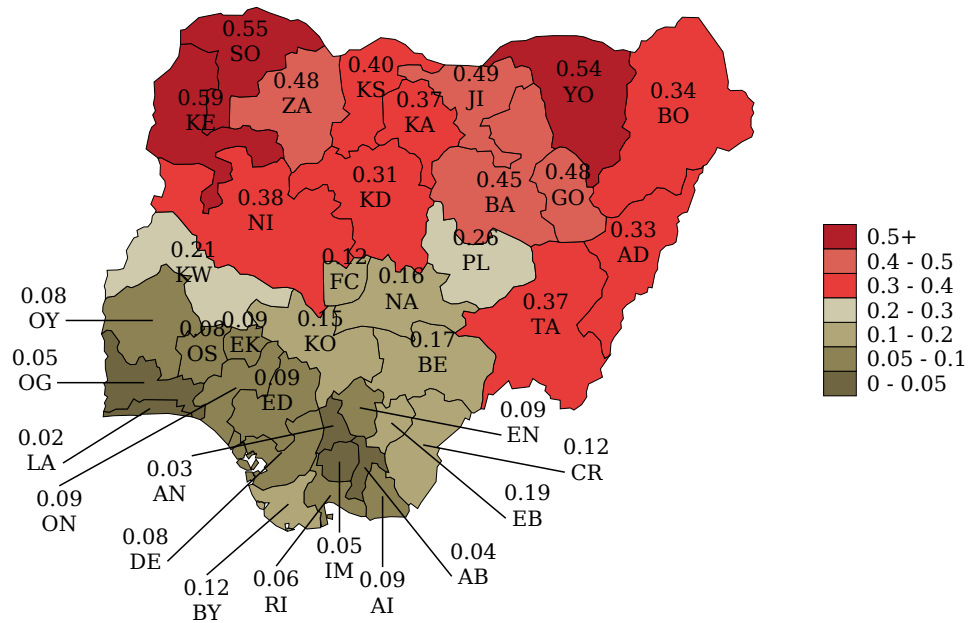 0.55
SO
0.59
KE
0.48
ZA
0.40
KS
0.37
KA
0.49
JI
0.54
YO
0.34
BO
0.38
NI
0.31
KD
0.45
BA
0.48
GO
0.33
AD
0.21
KW
0.12
FC
0.16
NA
0.26
PL
0.37
TA
0.08
OY
0.08
OS
0.09
EK
0.15
KO
0.17
BE
0.05
OG
0.09
ED
0.02
LA
0.09
ON
0.03
AN
0.08
DE
0.12
BY
0.06
RI
0.05
IM
0.09
AI
0.04
AB
0.19
EB
0.12
CR
0.09
EN
0.5+
0.4 - 0.5
0.3 - 0.4
0.2 - 0.3
0.1 - 0.2
0.05 - 0.1
0 - 0.05